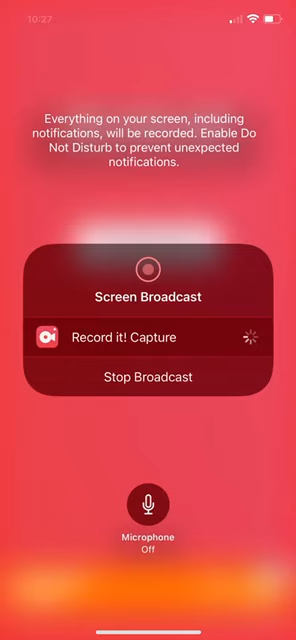 10:27
Everything on your screen, including
notifications, will be recorded. Enable Do
Not Disturb to prevent unexpected
notifications.
Screen Broadcast
Record it! Capture
Stop Broadcast
Microphone
Off